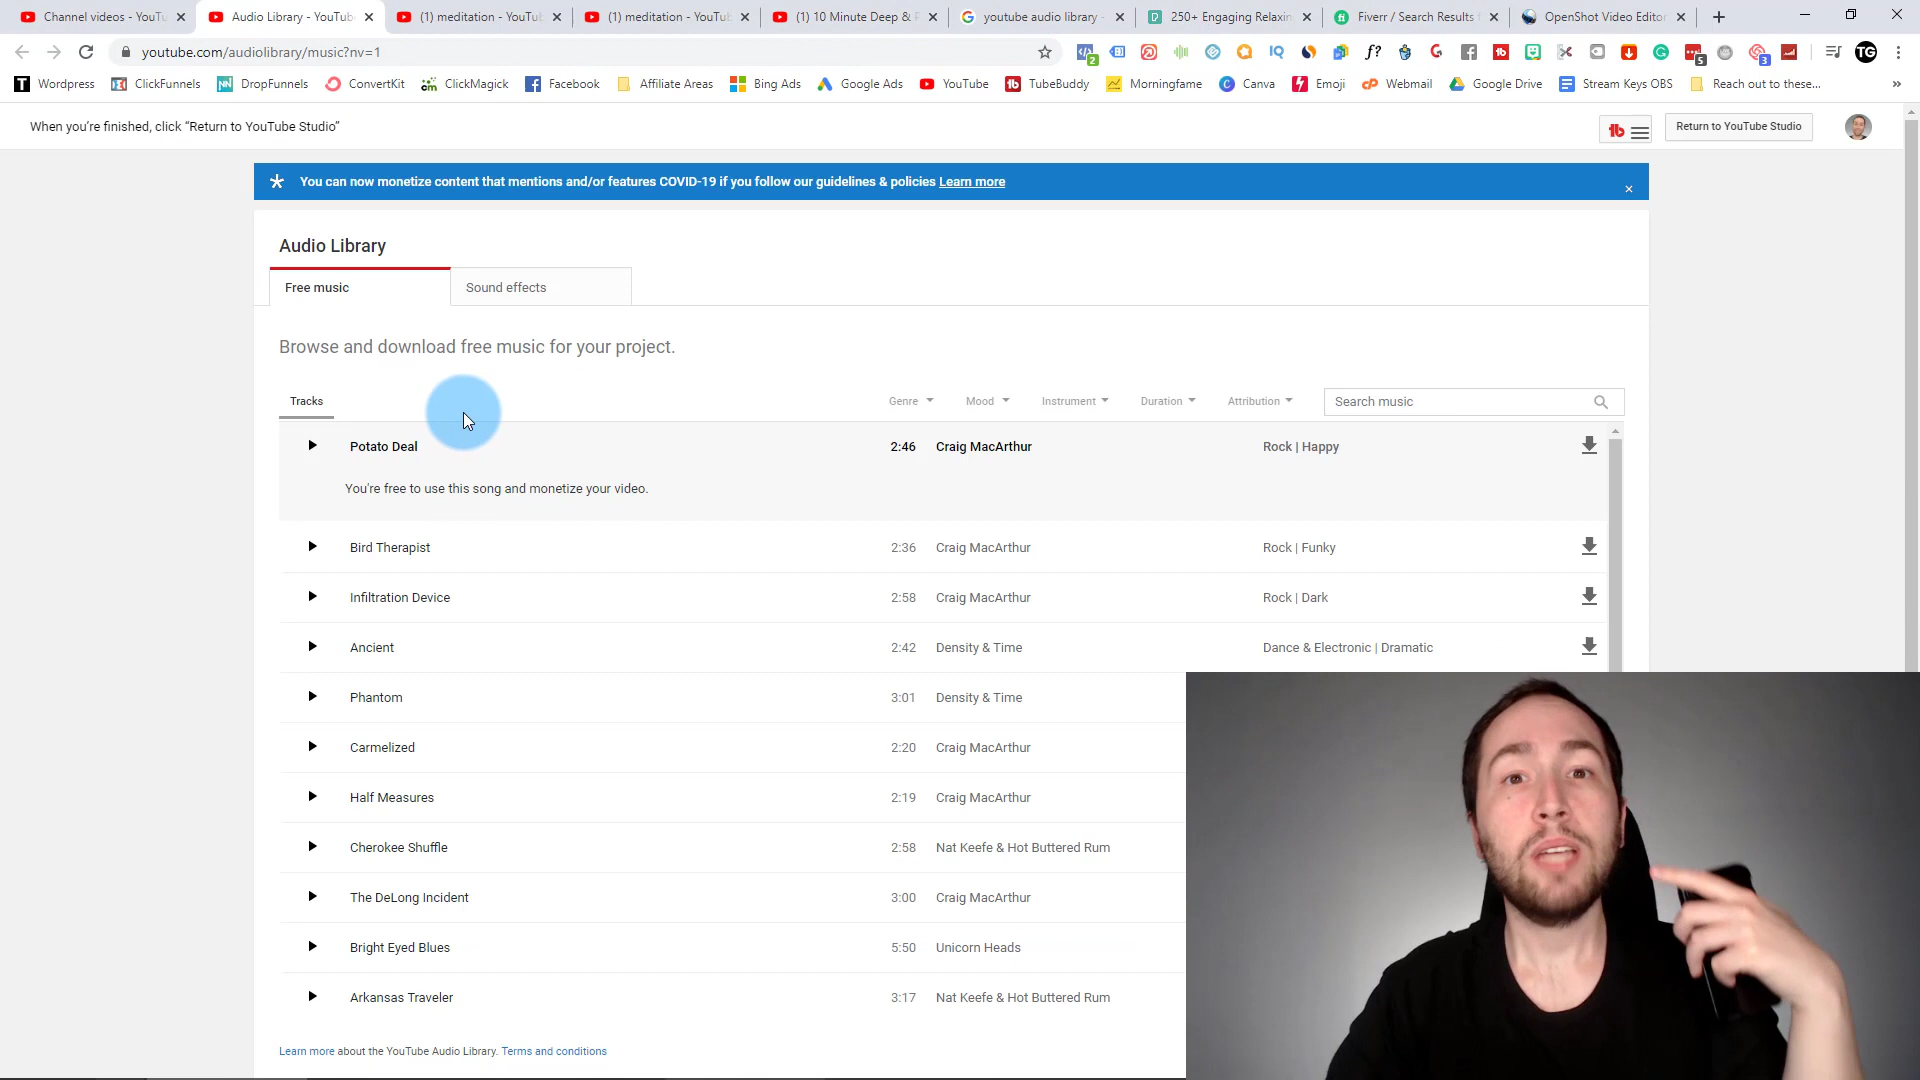 Channel videos - YouTu
Audio Library - YouTube
(1) meditation - YouTub
(1) meditation - YouTub
(1) 10 Minute Deep & R
youtube audio library -
250+ Engaging Relaxin
Fiverr / Search Results
OpenShot Video Editor
youtube.com/audiolibrary/music?nv=1
Wordpress
ClickFunnels
DropFunnels
ConvertKit
ClickMagick
Facebook
Affiliate Areas
Bing Ads
Google Ads
YouTube
TubeBuddy
Morningfame
Canva
Emoji
Webmail
Google Drive
Stream Keys OBS
Reach out to these...
When you're finished, click “Return to YouTube Studio”
Return to YouTube Studio
You can now monetize content that mentions and/or features COVID-19 if you follow our guidelines & policies Learn more
Audio Library
Free music
Sound effects
Browse and download free music for your project.
Tracks
Genre
Mood
Instrument
Duration
Attribution
Search music
Potato Deal 2:46 Craig MacArthur Rock | Happy
You're free to use this song and monetize your video.
Bird Therapist 2:36 Craig MacArthur Rock | Funky
Infiltration Device 2:58 Craig MacArthur Rock | Dark
Ancient 2:42 Density & Time Dance & Electronic | Dramatic
Phantom 3:01 Density & Time
Carmelized 2:20 Craig MacArthur
Half Measures 2:19 Craig MacArthur
Cherokee Shuffle 2:58 Nat Keefe & Hot Buttered Rum
The DeLong Incident 3:00 Craig MacArthur
Bright Eyed Blues 5:50 Unicorn Heads
Arkansas Traveler 3:17 Nat Keefe & Hot Buttered Rum
Learn more about the YouTube Audio Library. Terms and conditions